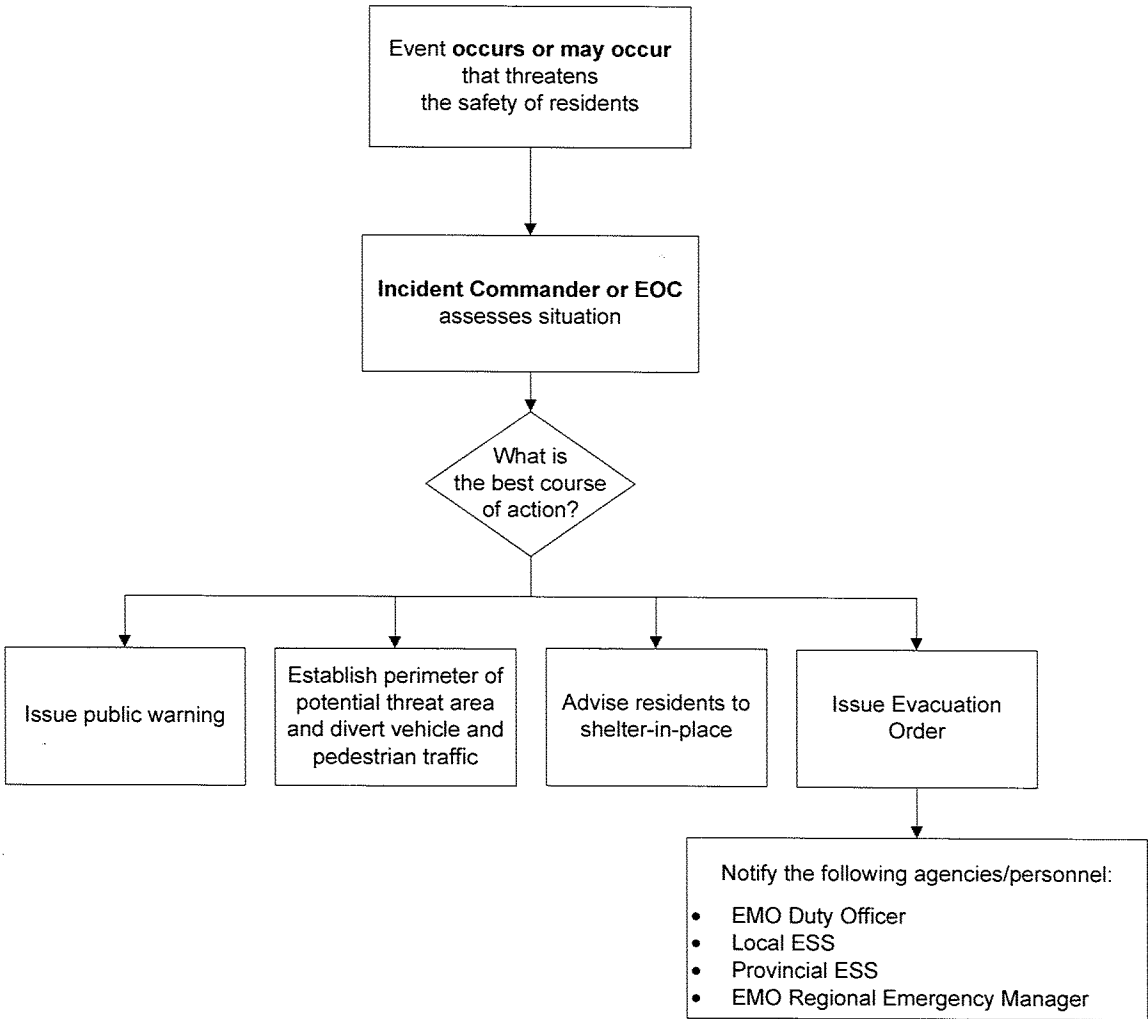 Event occurs or may occur
that threatens
the safety of residents
Incident Commander or EOC
assesses situation
What is
the best course
of action?
Issue public warning
Establish perimeter of
potential threat area
and divert vehicle and
pedestrian traffic
Advise residents to
shelter-in-place
Issue Evacuation
Order
Notify the following agencies/personnel:
• EMO Duty Officer
• Local ESS
• Provincial ESS
• EMO Regional Emergency Manager